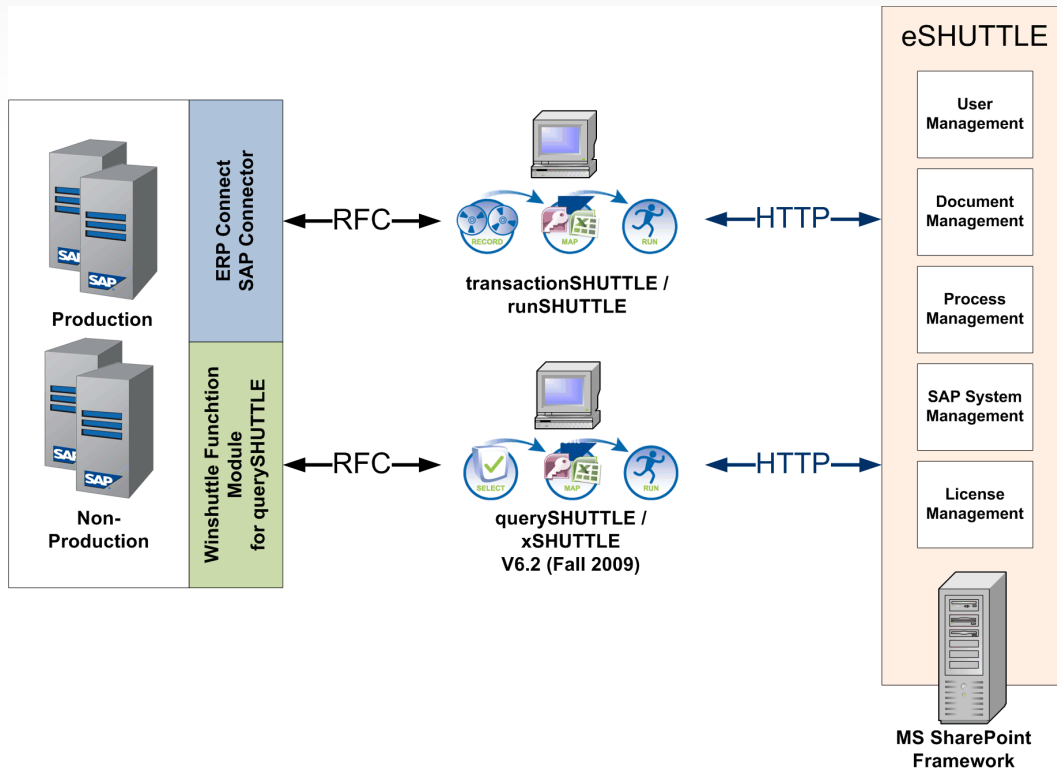 eSHUTTLE
User
Management
Document
Management
Process
Management
SAP System
Management
License
Management
MS SharePoint
Framework
SAP
SAP
Production
SAP
SAP
Non-
Production
ERP Connect
SAP Connector
Winshuttle Funchtion
Module
for querySHUTTLE
RFC
RECORD
MAP
RUN
transactionSHUTTLE /
runSHUTTLE
HTTP
RFC
SELECT
MAP
RUN
querySHUTTLE /
xSHUTTLE
V6.2 (Fall 2009)
HTTP